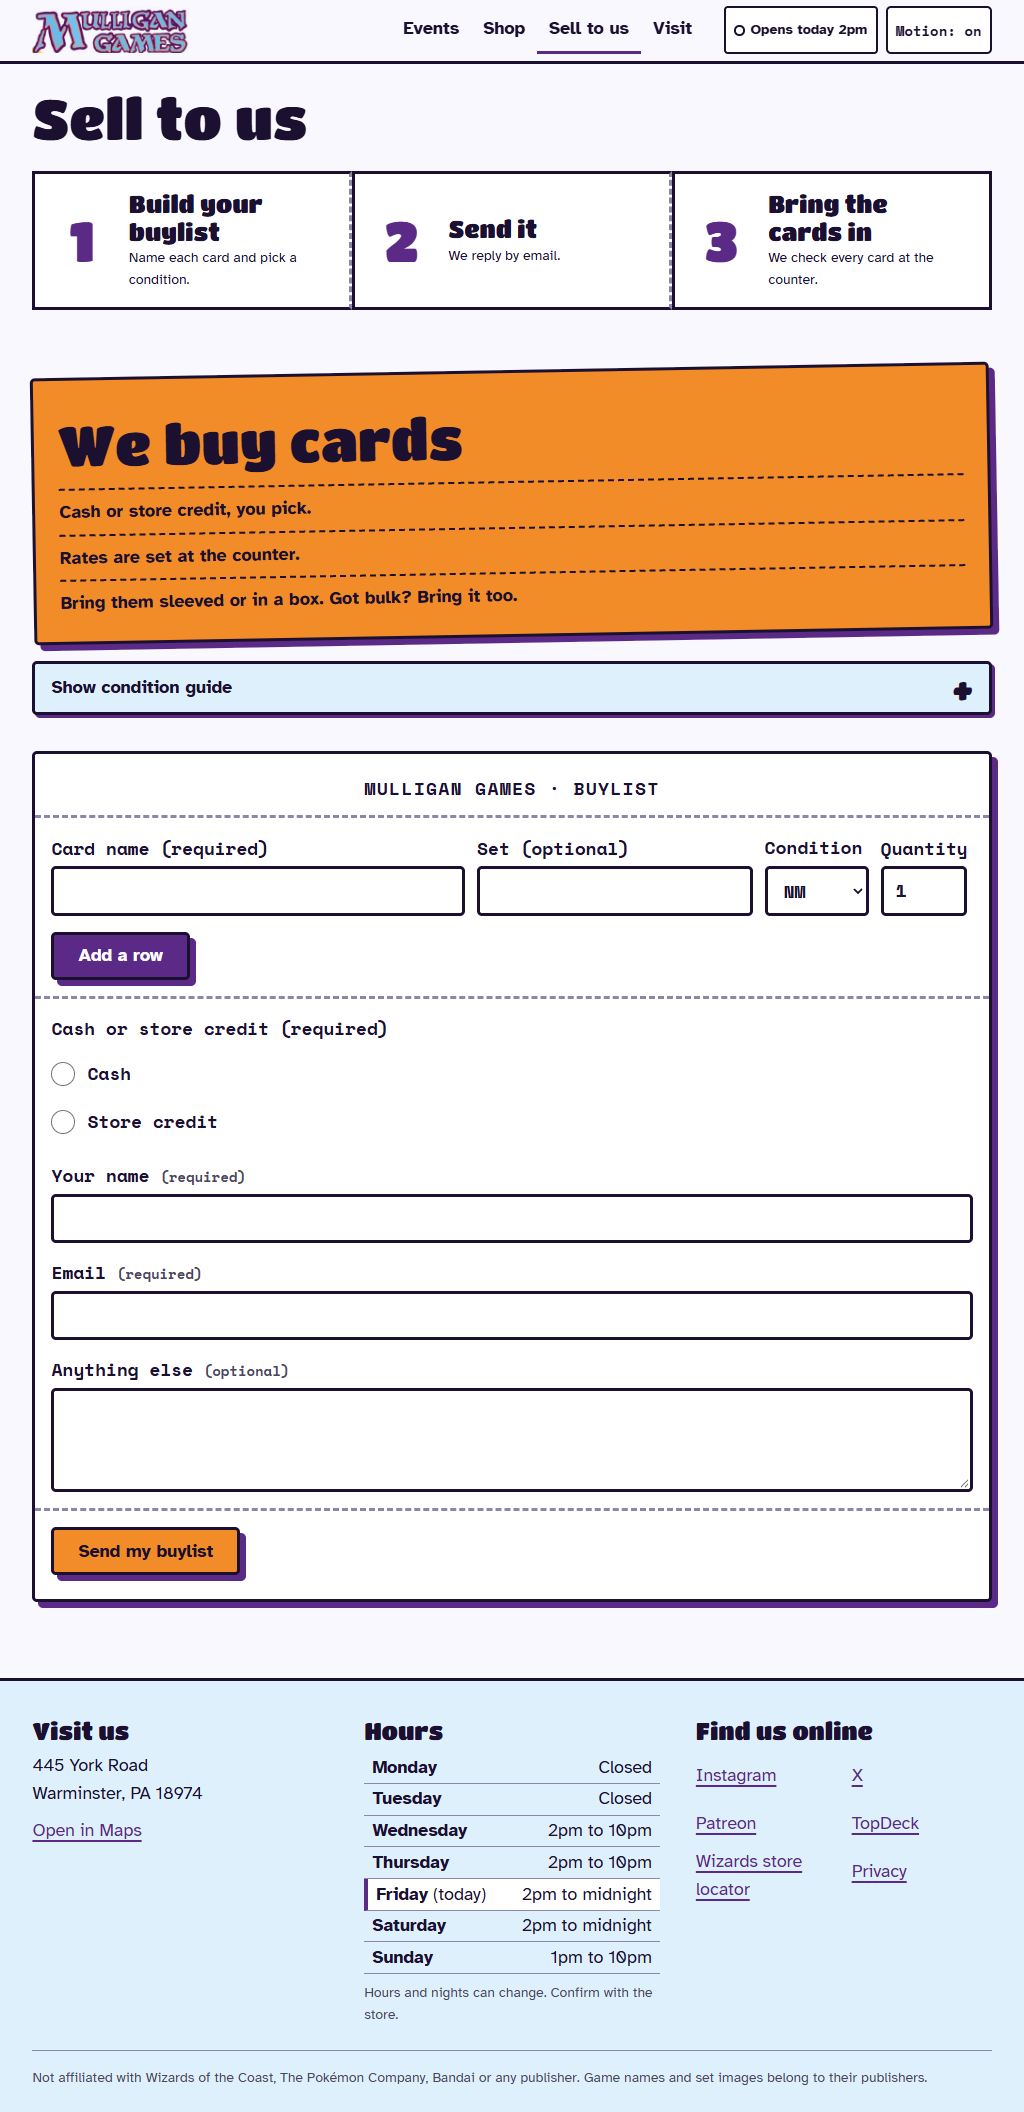 MULLIGAN GAMES
Events Shop Sell to us Visit Opens today 2pm Motion: on
Sell to us
1 Build your buylist
Name each card and pick a condition.
2 Send it
We reply by email.
3 Bring the cards in
We check every card at the counter.
We buy cards
Cash or store credit, you pick.
Rates are set at the counter.
Bring them sleeved or in a box. Got bulk? Bring it too.
Show condition guide
MULLIGAN GAMES · BUYLIST
Card name (required) Set (optional) Condition Quantity
NM 1
Add a row
Cash or store credit (required)
Cash
Store credit
Your name (required)
Email (required)
Anything else (optional)
Send my buylist
Visit us
445 York Road
Warminster, PA 18974
Open in Maps
Hours
Monday Closed
Tuesday Closed
Wednesday 2pm to 10pm
Thursday 2pm to 10pm
Friday (today) 2pm to midnight
Saturday 2pm to midnight
Sunday 1pm to 10pm
Hours and nights can change. Confirm with the
store.
Find us online
Instagram X
Patreon TopDeck
Wizards store locator Privacy
Not affiliated with Wizards of the Coast, The Pokémon Company, Bandai or any publisher. Game names and set images belong to their publishers.